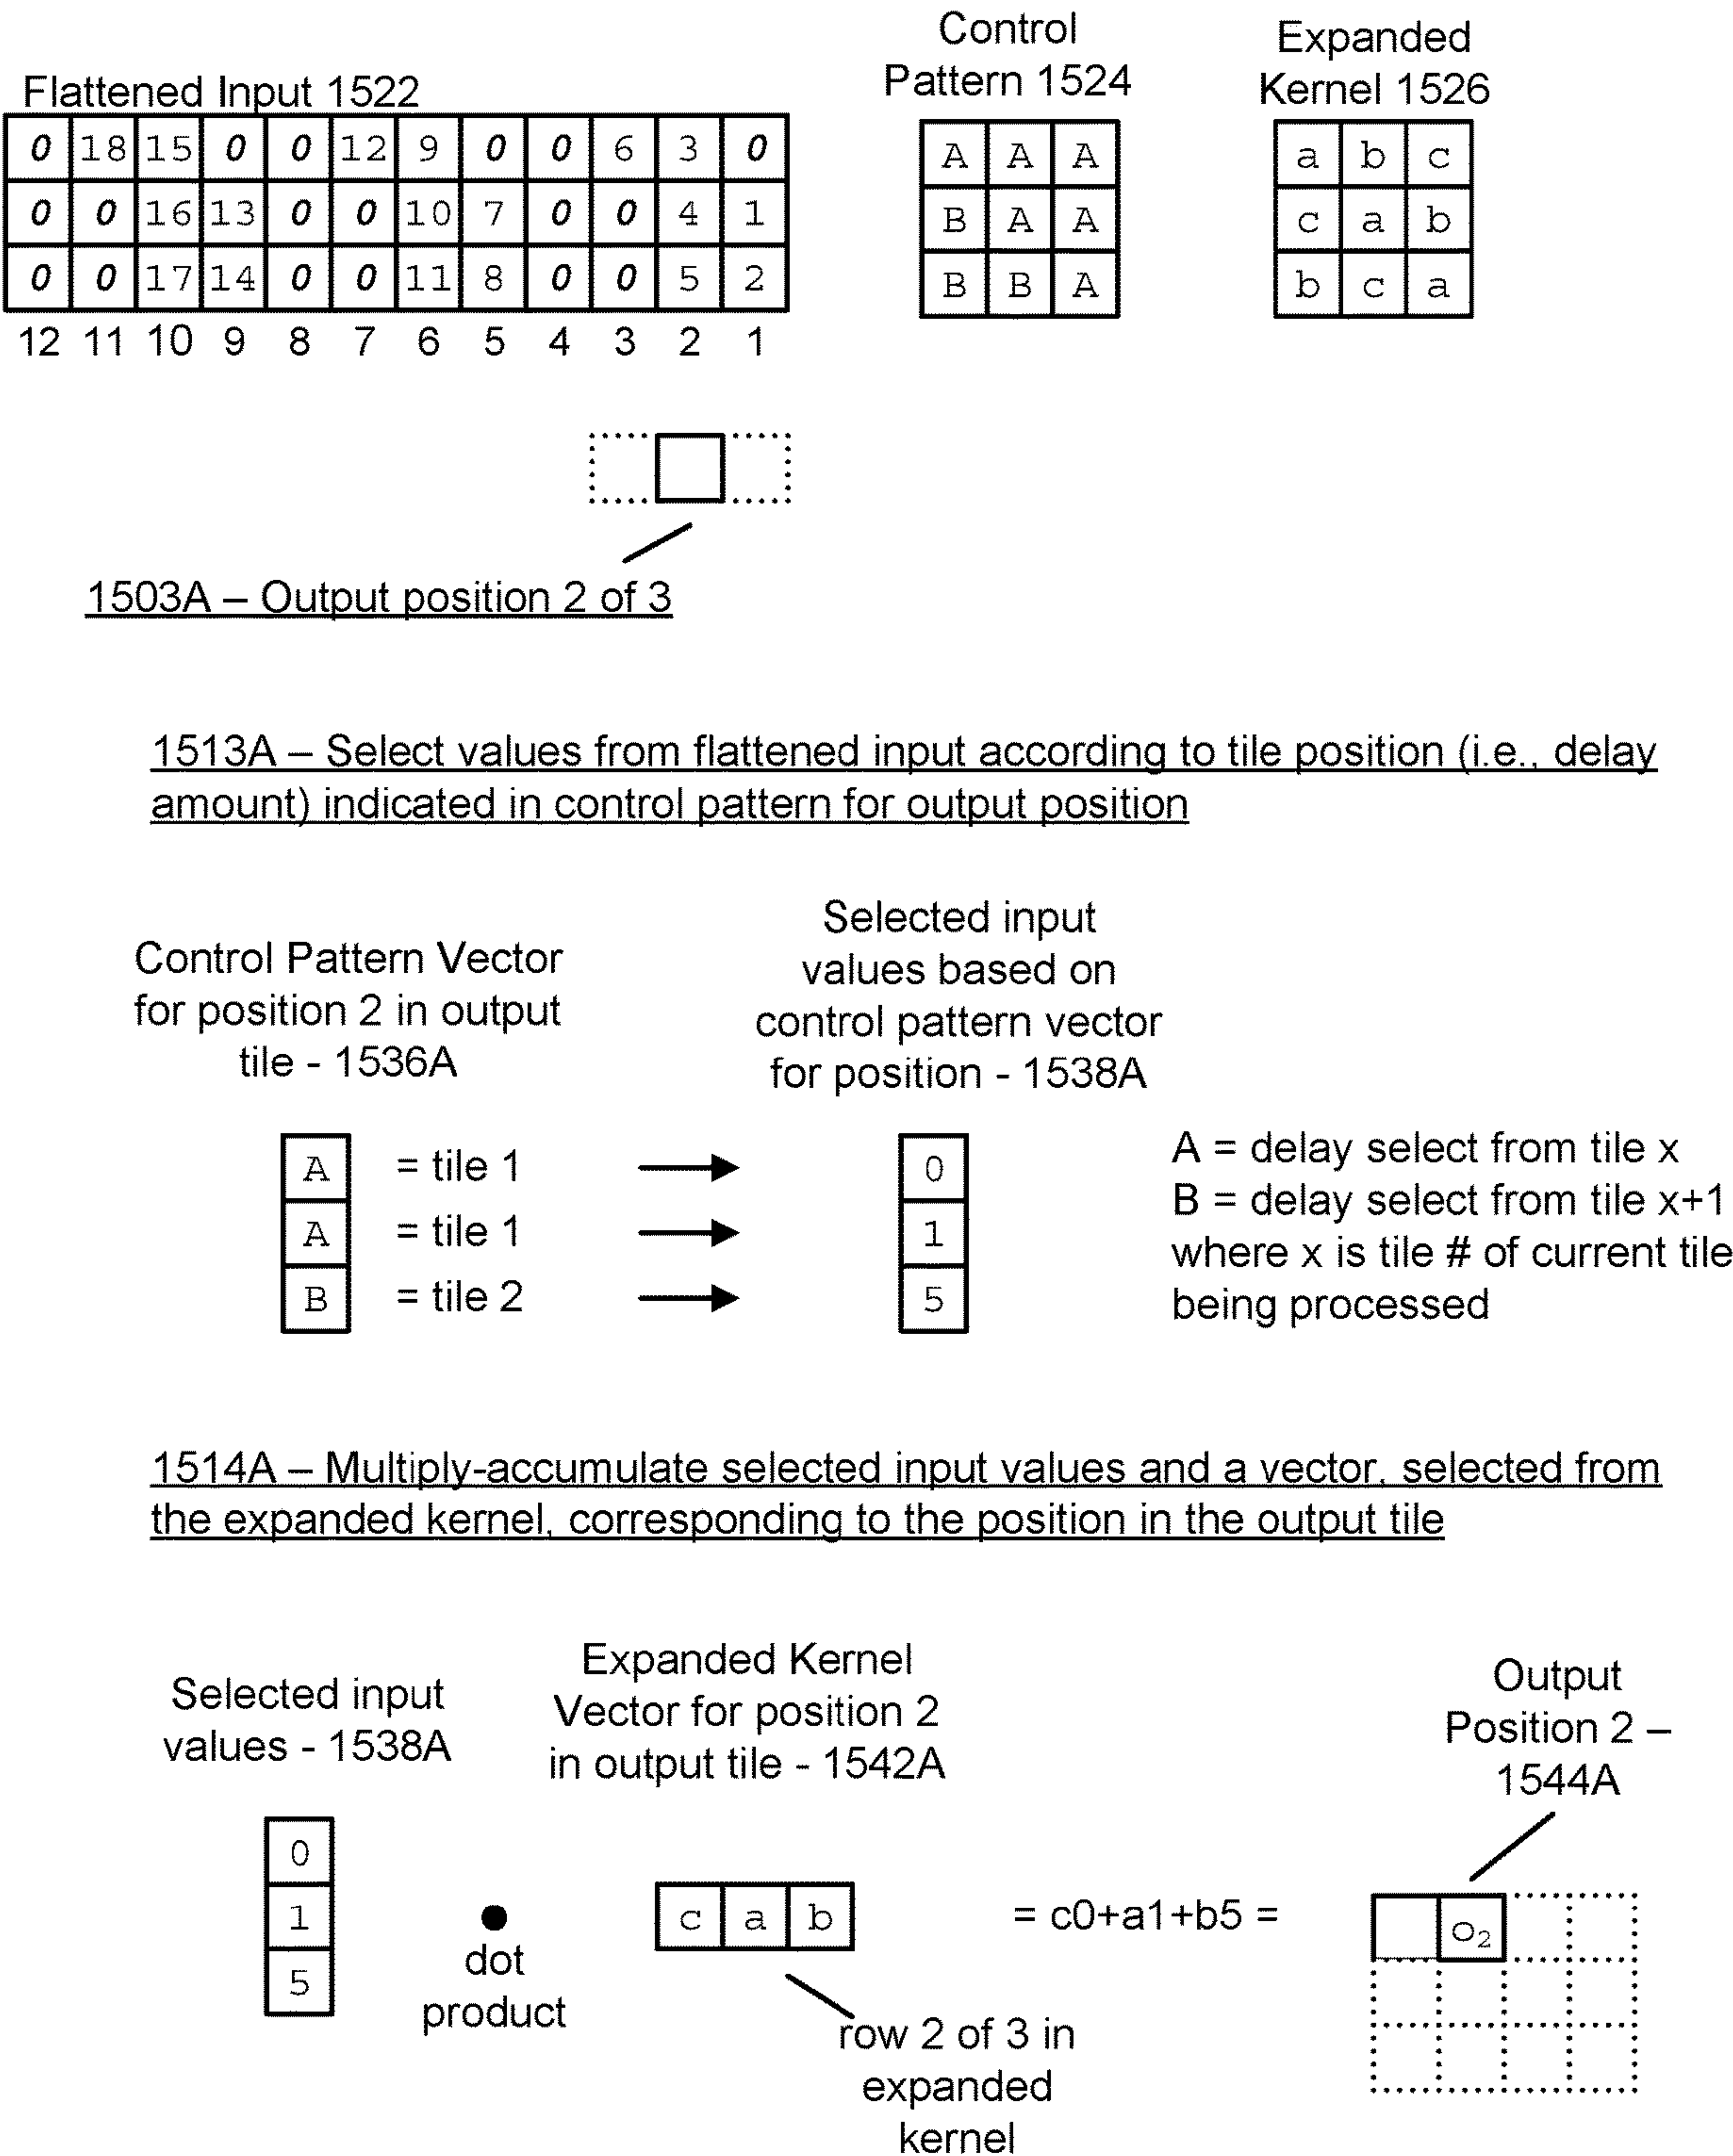 Control
Pattern 1524
Expanded
Kernel 1526
Flattened Input 1522
0 18 15 0 0 12 9 0 0 6 3 0
0 0 16 13 0 0 10 7 0 0 4 1
0 0 17 14 0 0 11 8 0 0 5 2
12 11 10 9 8 7 6 5 4 3 2 1
A A A
B A A
B B A
a b c
c a b
b c a
1503A – Output position 2 of 3
1513A – Select values from flattened input according to tile position (i.e., delay
amount) indicated in control pattern for output position
Control Pattern Vector
for position 2 in output
tile - 1536A
Selected input
values based on
control pattern vector
for position - 1538A
A = tile 1 0
A = tile 1 1
B = tile 2 5
A = delay select from tile x
B = delay select from tile x+1
where x is tile # of current tile
being processed
1514A – Multiply-accumulate selected input values and a vector, selected from
the expanded kernel, corresponding to the position in the output tile
Selected input
values - 1538A
Expanded Kernel
Vector for position 2
in output tile - 1542A
Output
Position 2 –
1544A
0
1
5
dot
product
c a b
= c0+a1+b5 =
o2
row 2 of 3 in
expanded
kernel